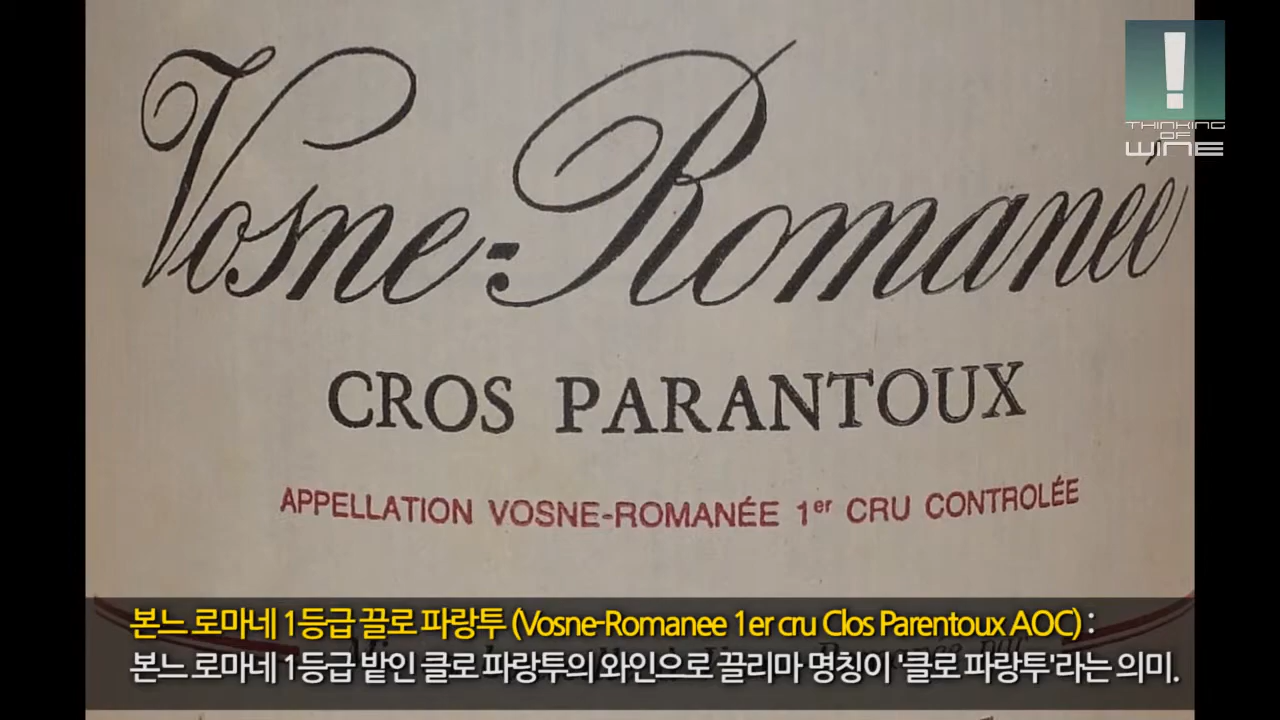 THINKING
OF
WINE
Vosne-Romanée
CROS PARANTOUX
APPELLATION VOSNE-ROMANÉE 1er CRU CONTROLÉE
본느 로마네 1등급 끌로 파랑투 (Vosne-Romanee 1er cru Clos Parentoux AOC) :
본느 로마네 1등급 밭인 클로 파랑투의 와인으로 끌리마 명칭이 '클로 파랑투'라는 의미.